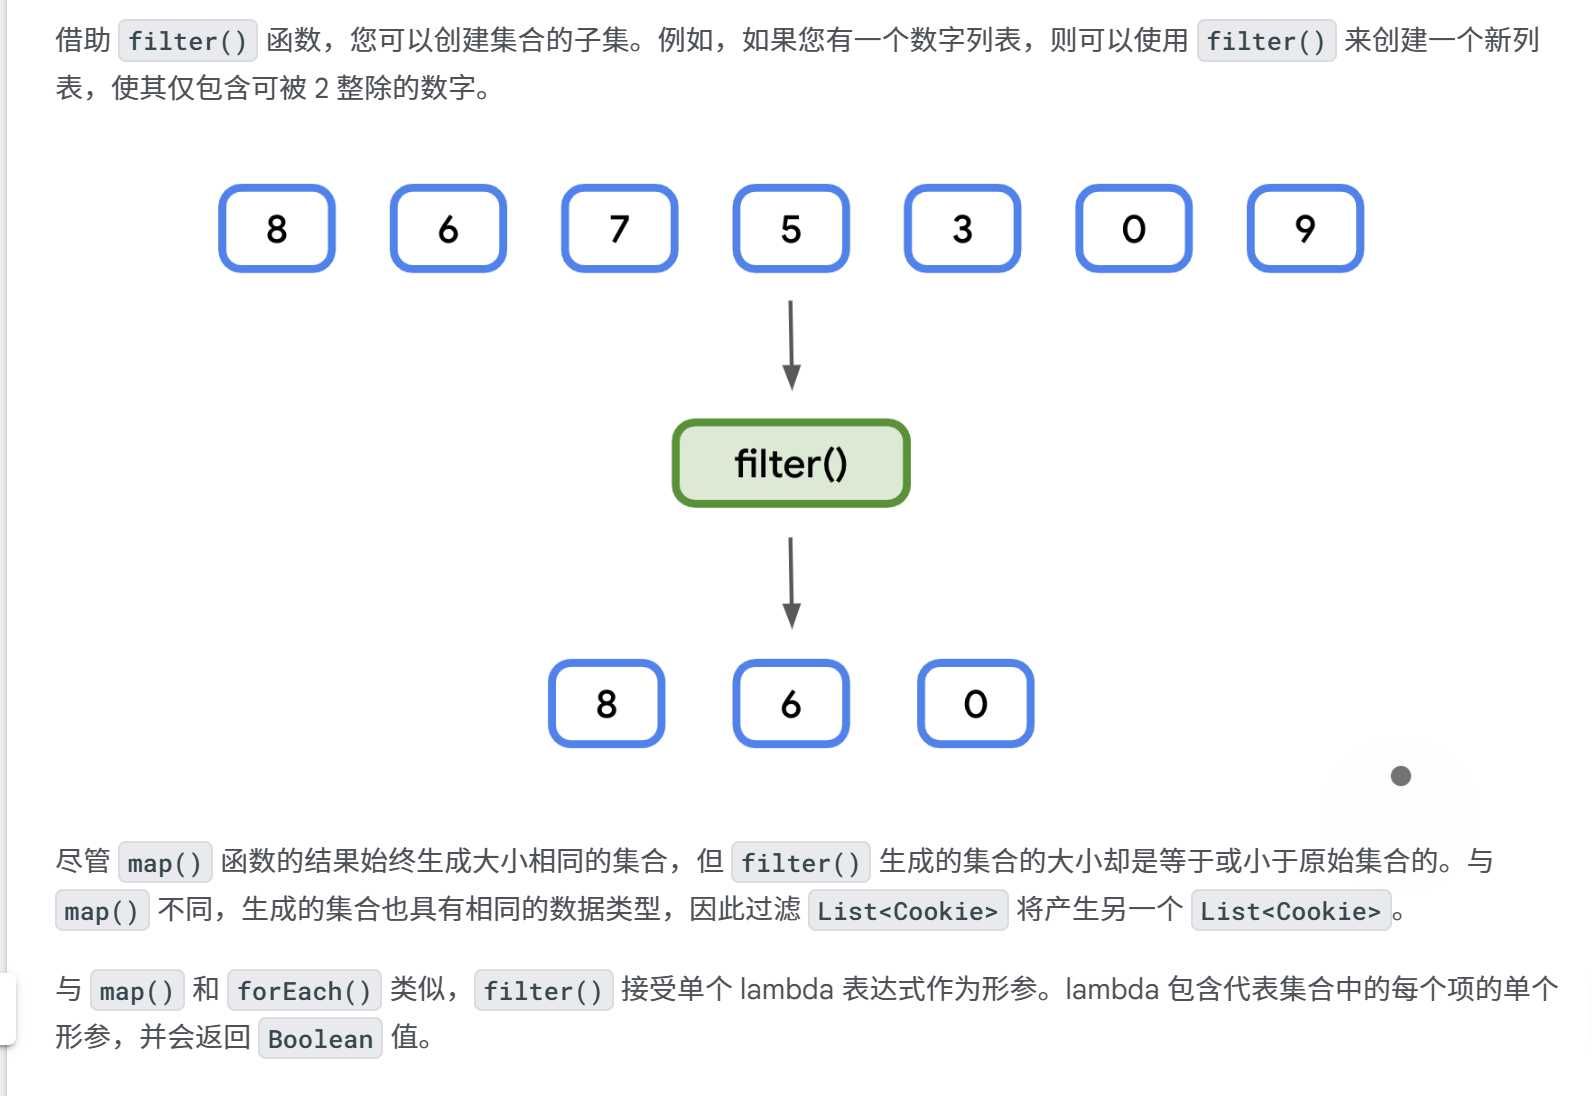 借助 filter() 函数，您可以创建集合的子集。例如，如果您有一个数字列表，则可以使用 filter() 来创建一个新列
表，使其仅包含可被 2 整除的数字。
8 6 7 5 3 0 9
filter()
8 6 0
尽管 map() 函数的结果始终生成大小相同的集合，但 filter() 生成的集合的大小却是等于或小于原始集合的。与
map() 不同，生成的集合也具有相同的数据类型，因此过滤 List<Cookie> 将产生另一个 List<Cookie>。
与 map() 和 forEach() 类似，filter() 接受单个 lambda 表达式作为形参。lambda 包含代表集合中的每个项的单个
形参，并会返回 Boolean 值。